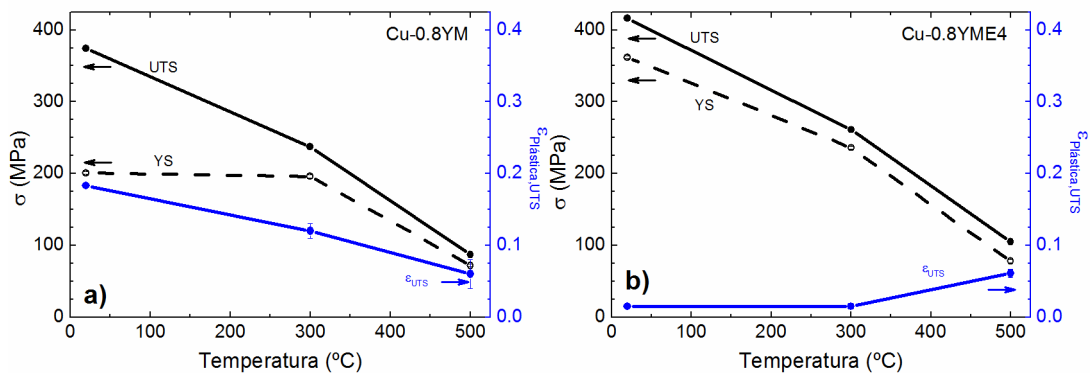 Cu-0.8YM
UTS
YS
ε_UTS
a)
σ (MPa)
400
300
200
100
0
0 100 200 300 400 500
Temperatura (ºC)
0.4
0.3
0.2
0.1
0.0
ε_Plástica,UTS
Cu-0.8YME4
UTS
YS
ε_UTS
b)
σ (MPa)
400
300
200
100
0
0 100 200 300 400 500
Temperatura (ºC)
0.4
0.3
0.2
0.1
0.0
ε_Plástica,UTS